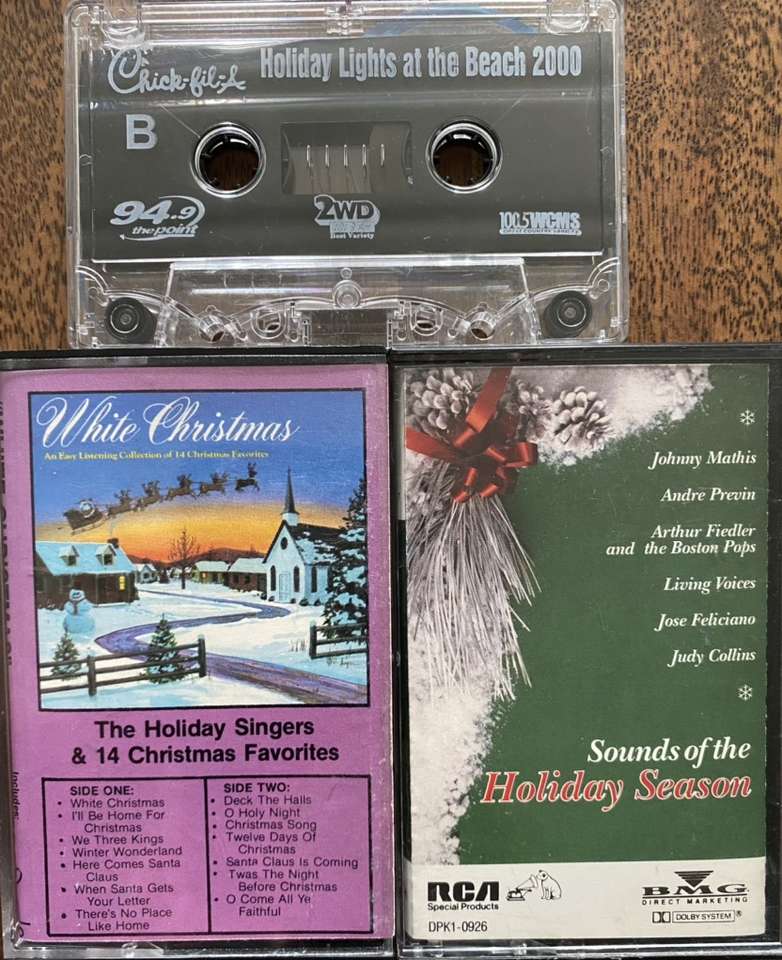 Chick-fil-A Holiday Lights at the Beach 2000
B
94.9
the point
2WD
Best Variety
100.5 WCMS
White Christmas
An Easy Listening Collection of 14 Christmas Favorites
The Holiday Singers
& 14 Christmas Favorites
SIDE ONE:
• White Christmas
• I'll Be Home For
Christmas
• We Three Kings
• Winter Wonderland
• Here Comes Santa
Claus
• When Santa Gets
Your Letter
• There's No Place
Like Home
SIDE TWO:
• Deck The Halls
• O Holy Night
• Christmas Song
• Twelve Days Of
Christmas
• Santa Claus Is Coming
• Twas The Night
Before Christmas
• O Come All Ye
Faithful
Includes:
Johnny Mathis
Andre Previn
Arthur Fiedler
and the Boston Pops
Living Voices
Jose Feliciano
Judy Collins
Sounds of the
Holiday Season
RCA
Special Products
DPK1-0926
BMG
DIRECT MARKETING
DOLBY SYSTEM®